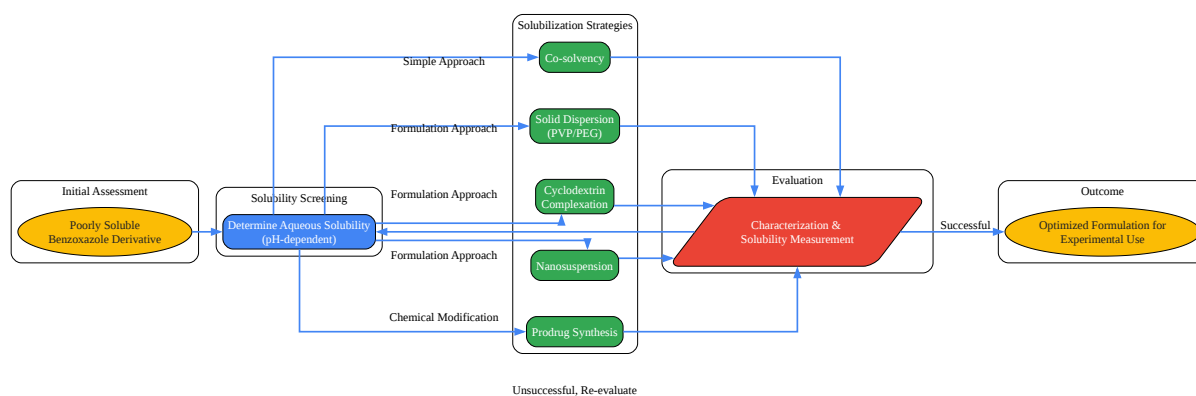 Initial Assessment
Poorly Soluble
Benzoxazole Derivative
Solubility Screening
Determine Aqueous Solubility
(pH-dependent)
Simple Approach
Formulation Approach
Formulation Approach
Formulation Approach
Chemical Modification
Solubilization Strategies
Co-solvency
Solid Dispersion
(PVP/PEG)
Cyclodextrin
Complexation
Nanosuspension
Prodrug Synthesis
Evaluation
Characterization &
Solubility Measurement
Successful
Outcome
Optimized Formulation for
Experimental Use
Unsuccessful, Re-evaluate